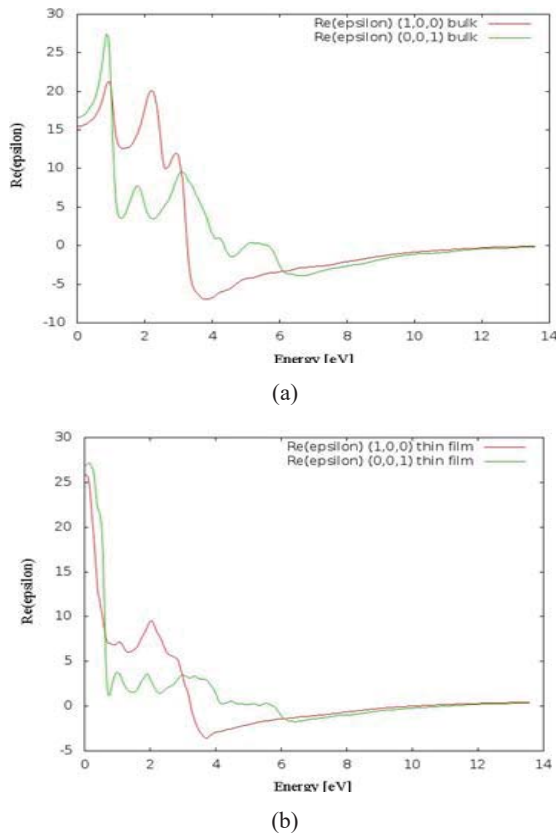 Re(epsilon) (1,0,0) bulk
Re(epsilon) (0,0,1) bulk
30
25
20
15
10
5
0
-5
-10
Re(epsilon)
0 2 4 6 8 10 12 14
Energy [eV]
(a)
Re(epsilon) (1,0,0) thin film
Re(epsilon) (0,0,1) thin film
30
25
20
15
10
5
0
-5
Re(epsilon)
0 2 4 6 8 10 12 14
Energy [eV]
(b)